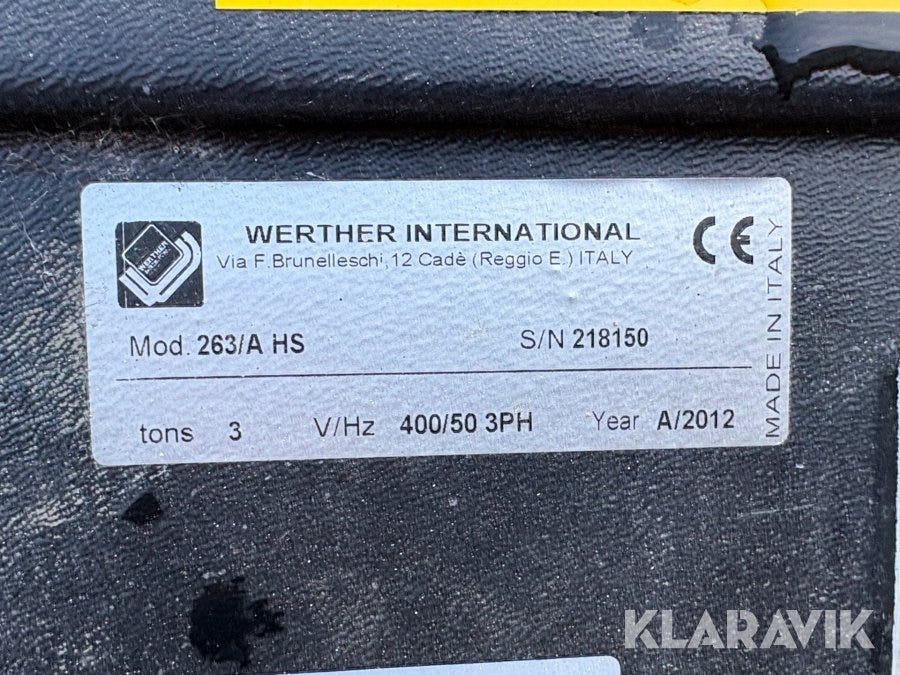 WERTHER
WERTHER INTERNATIONAL
Via F.Brunelleschi,12 Cadè (Reggio E.) ITALY
CE
Mod. 263/A HS S/N 218150
tons 3 V/Hz 400/50 3PH Year A/2012
MADE IN ITALY
KLARAVIK